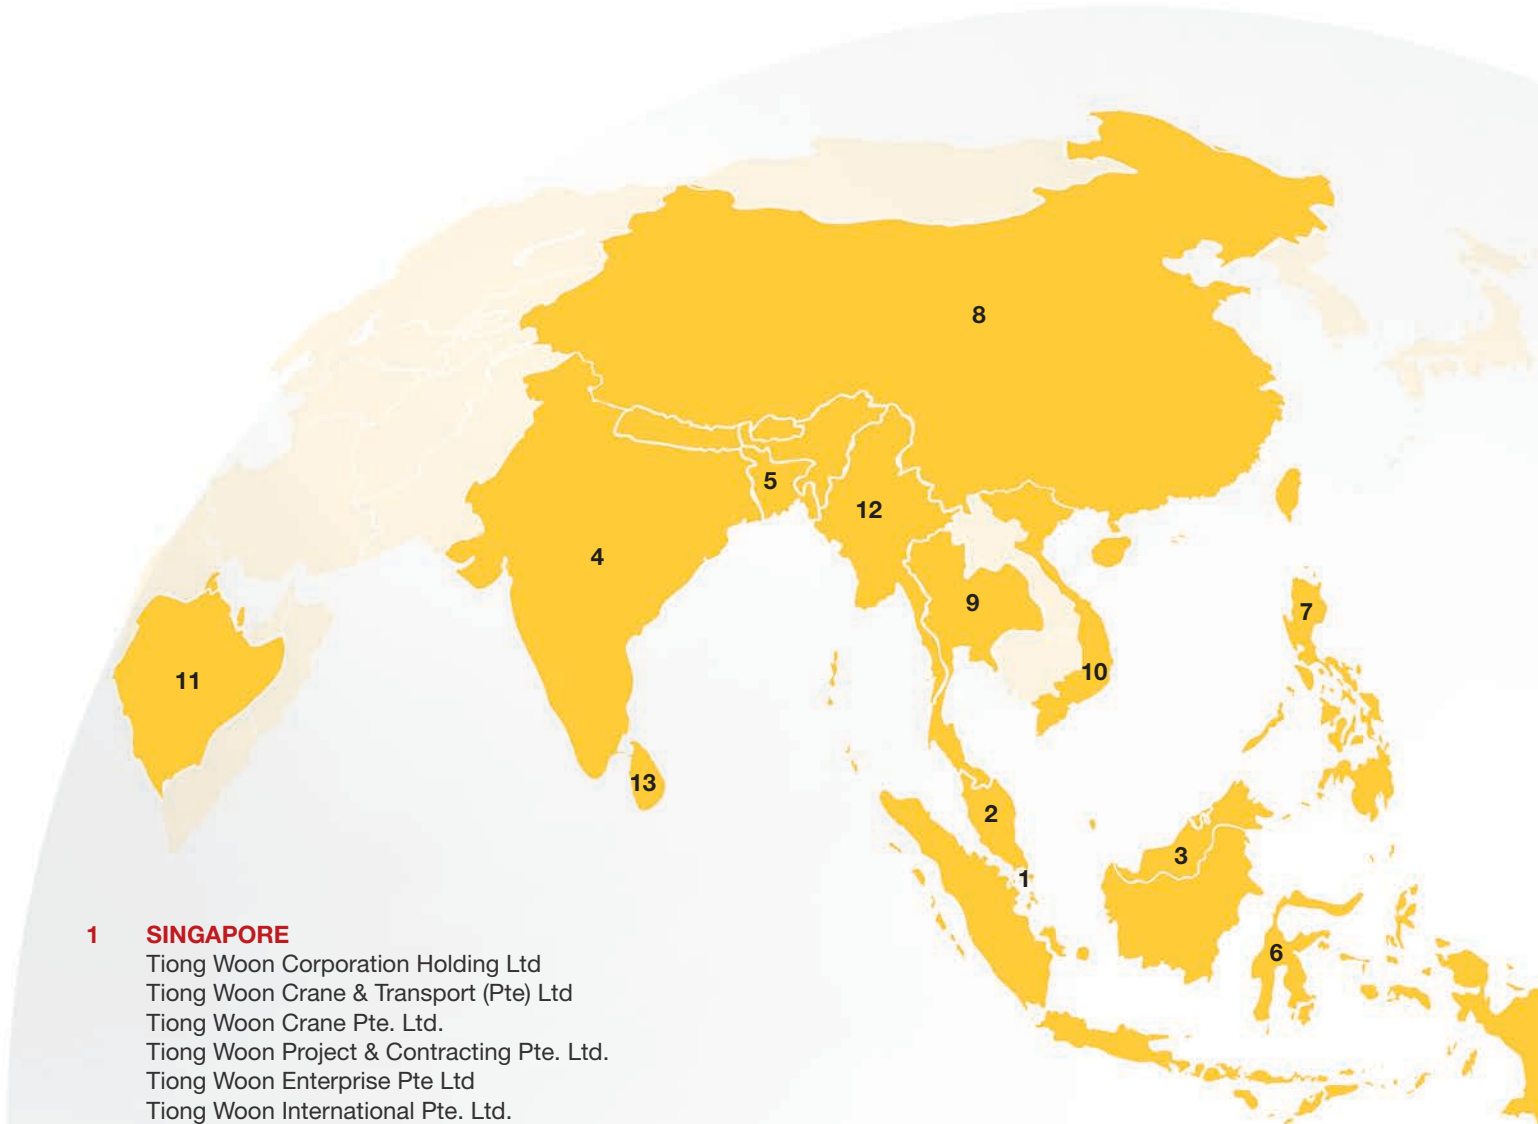 8
5
12
4
9
7
11
10
13
2
3
1
6
1 SINGAPORE
Tiong Woon Corporation Holding Ltd
Tiong Woon Crane & Transport (Pte) Ltd
Tiong Woon Crane Pte. Ltd.
Tiong Woon Project & Contracting Pte. Ltd.
Tiong Woon Enterprise Pte Ltd
Tiong Woon International Pte. Ltd.